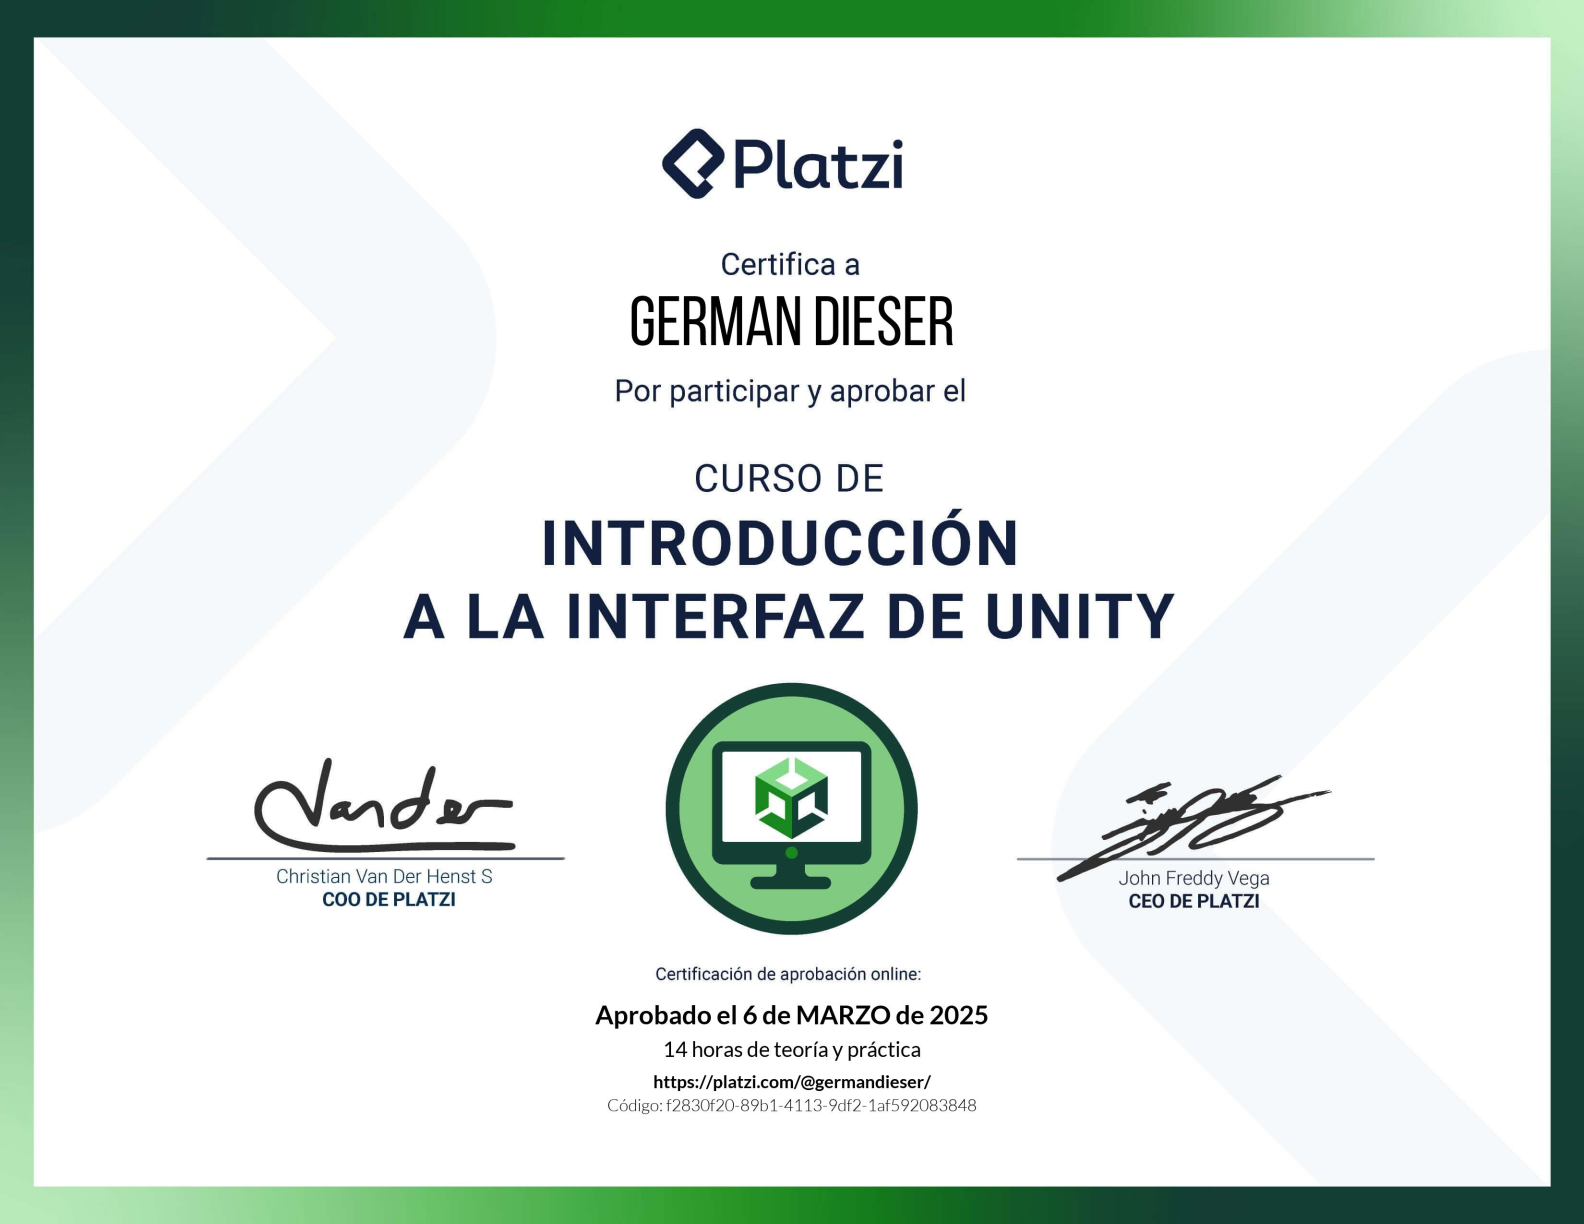 Platzi
Certifica a
GERMAN DIESER
Por participar y aprobar el
CURSO DE
INTRODUCCIÓN
A LA INTERFAZ DE UNITY
Vander
Christian Van Der Henst S
COO DE PLATZI
John Freddy Vega
CEO DE PLATZI
Certificación de aprobación online:
Aprobado el 6 de MARZO de 2025
14 horas de teoría y práctica
https://platzi.com/@germandieser/
Código: f2830f20-89b1-4113-9df2-1af592083848